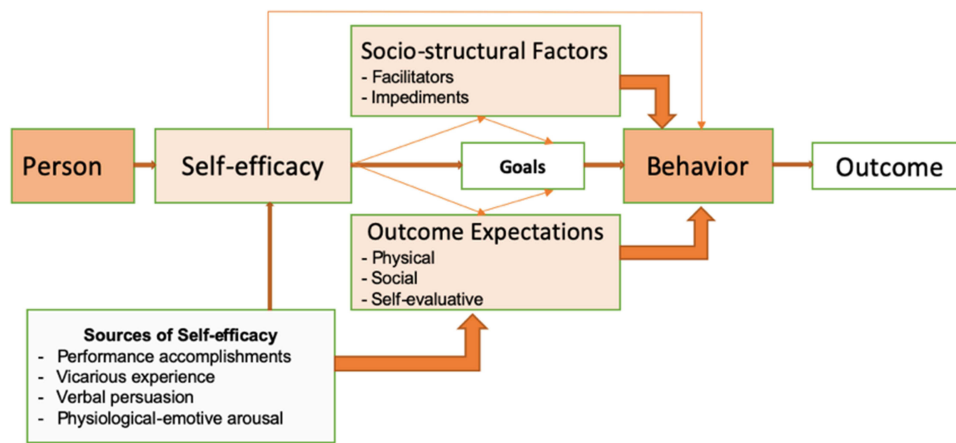 Socio-structural Factors
- Facilitators
- Impediments
Person
Self-efficacy
Goals
Behavior
Outcome
Outcome Expectations
- Physical
- Social
- Self-evaluative
Sources of Self-efficacy
- Performance accomplishments
- Vicarious experience
- Verbal persuasion
- Physiological-emotive arousal